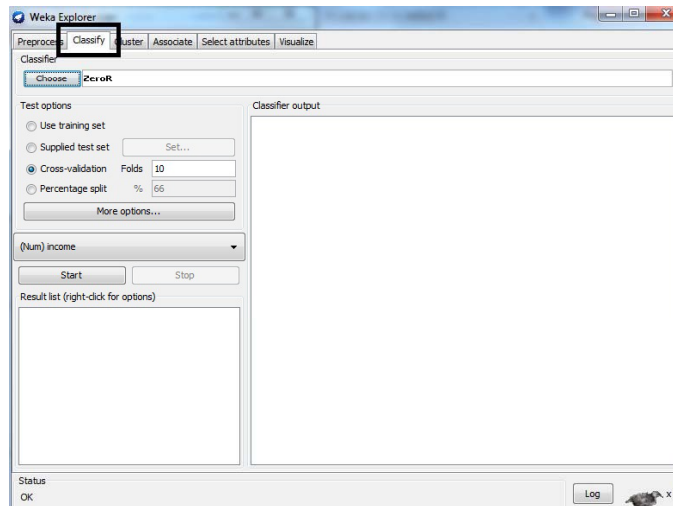 Weka Explorer
Preprocess Classify Cluster Associate Select attributes Visualize
Classifier
Choose ZeroR
Test options
Classifier output
Use training set
Supplied test set Set...
Cross-validation Folds 10
Percentage split % 66
More options...
(Num) income
Start Stop
Result list (right-click for options)
Status
OK
Log
x